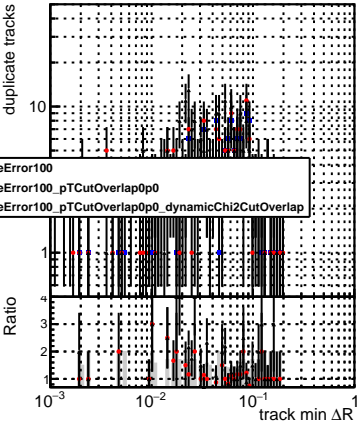 duplicate tracks
10
eError100
eError100_pTCutOverlap0p0
eError100_pTCutOverlap0p0_dynamicChi2CutOverlap
1
Ratio
4
3
2
1
10−3 10−2 10−1 1
track min ΔR